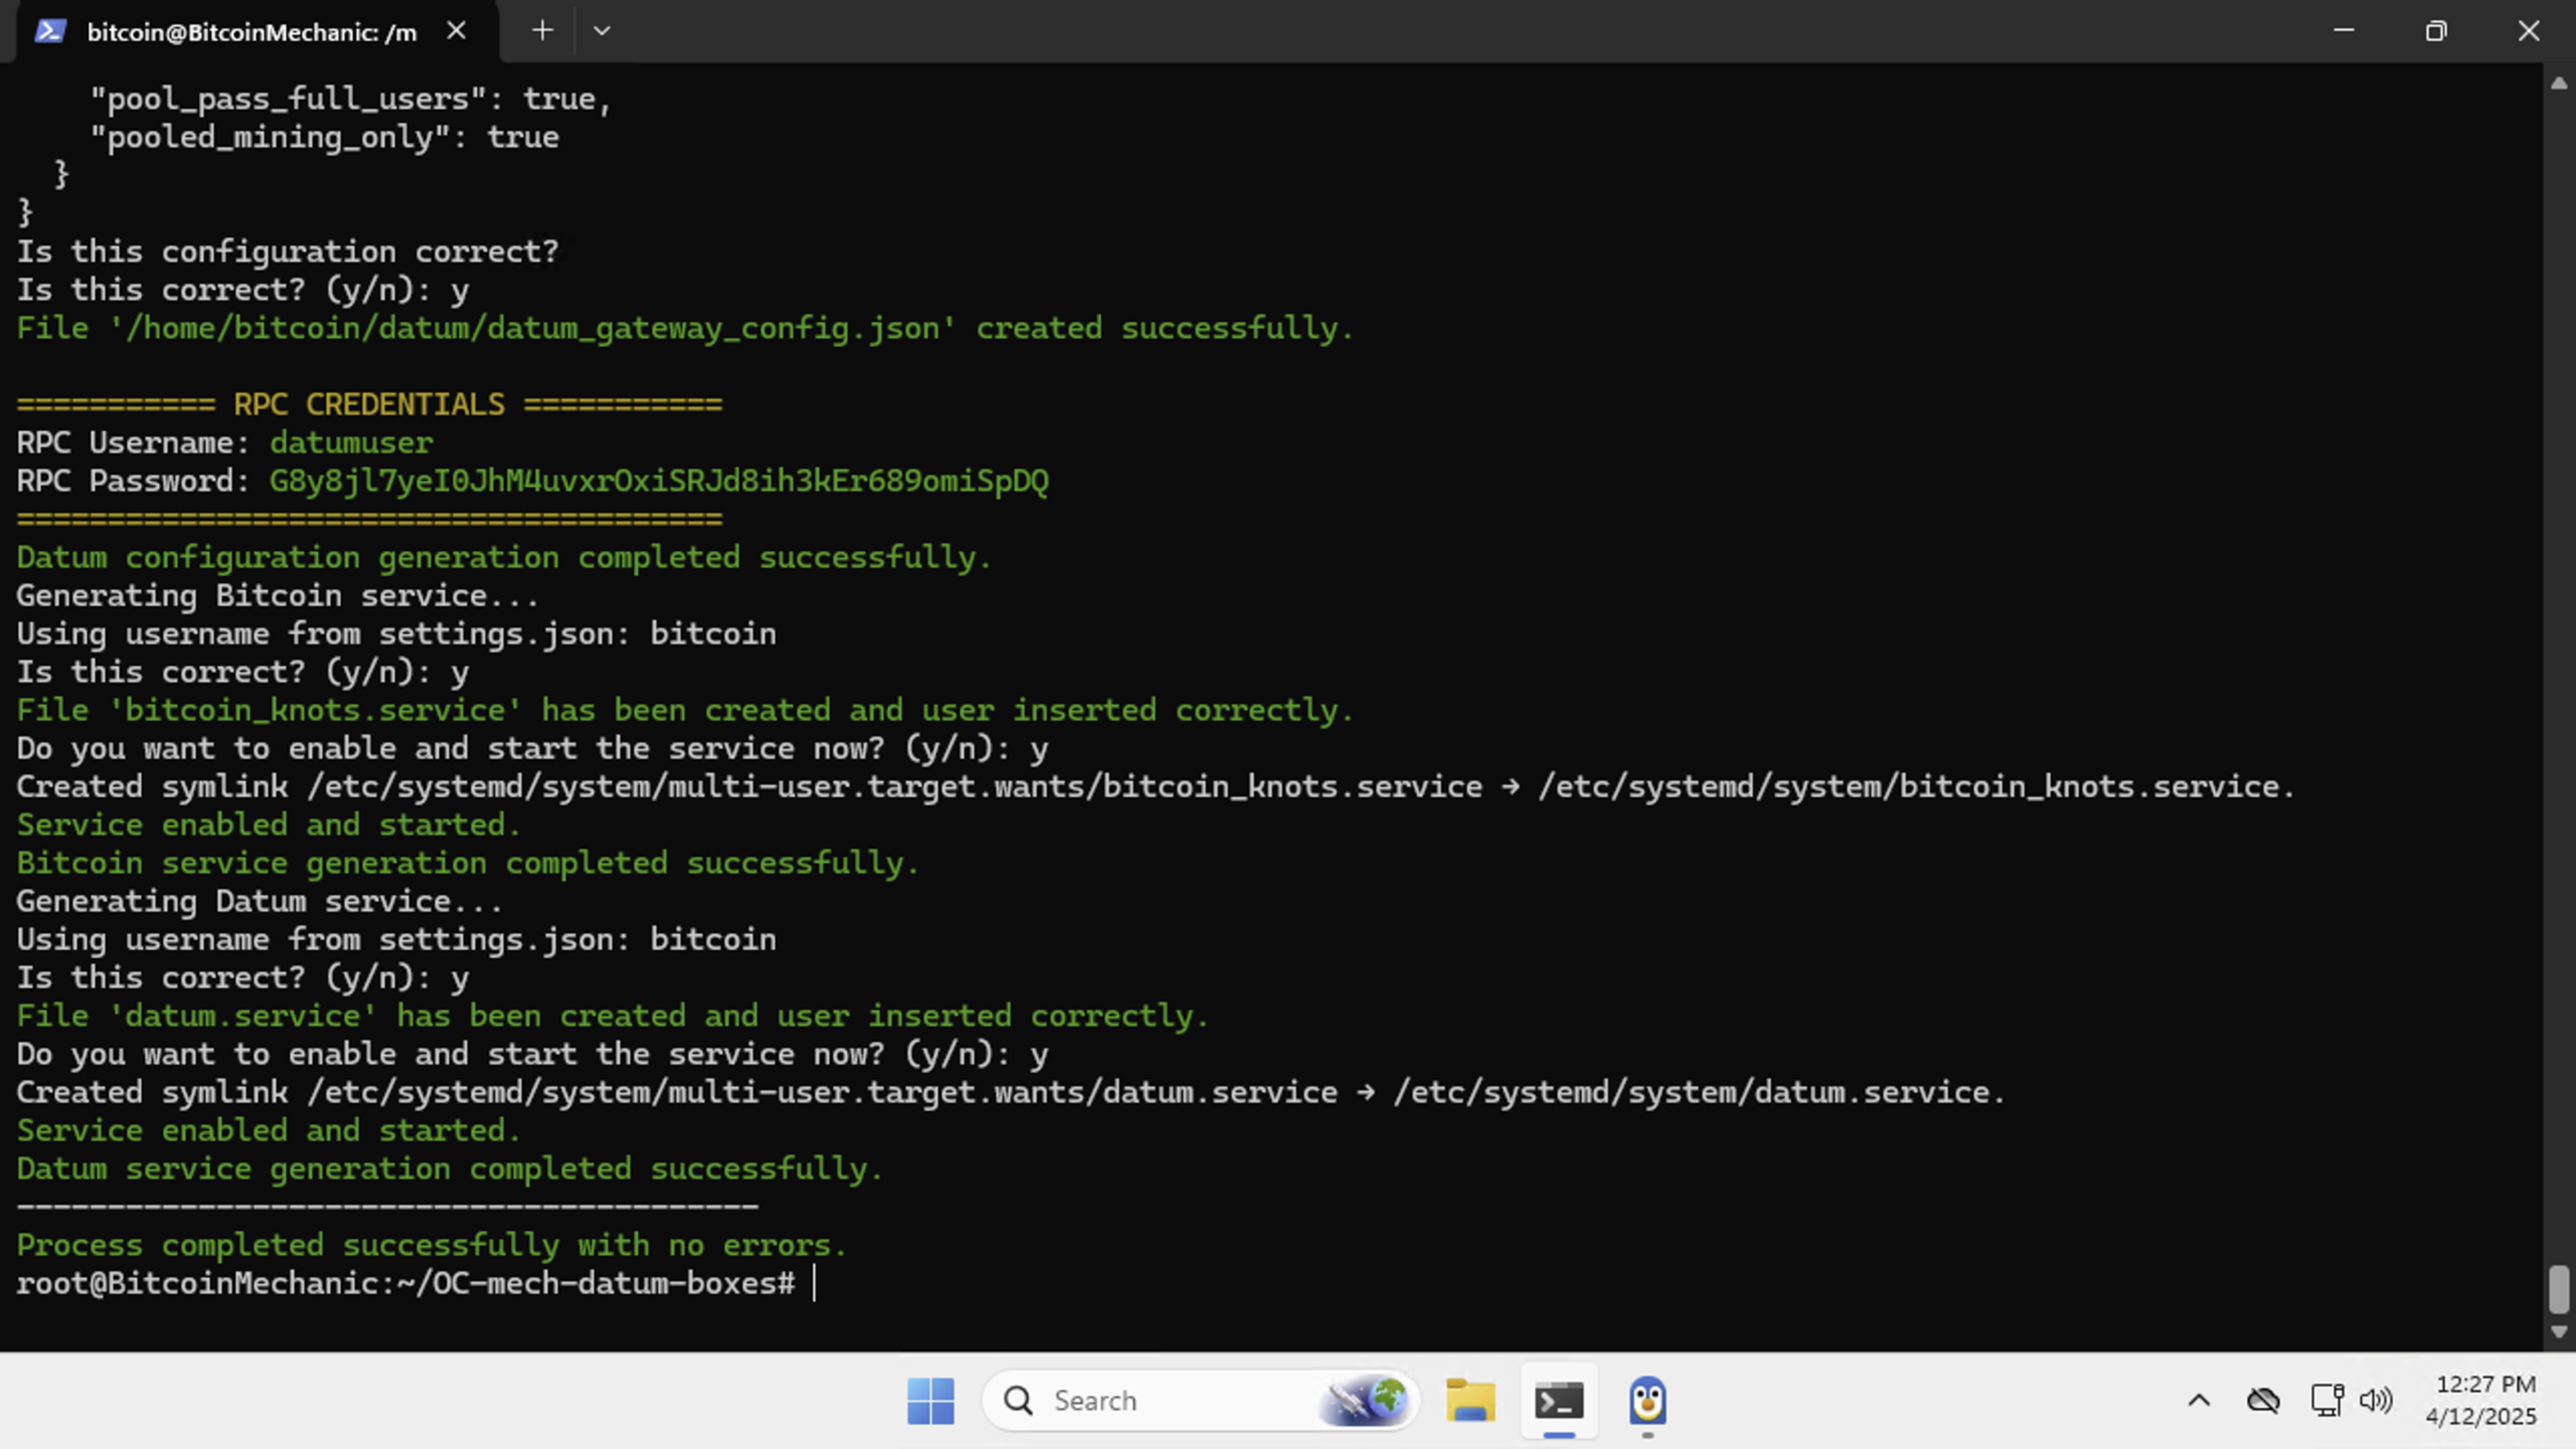 bitcoin@BitcoinMechanic: /m
"pool_pass_full_users": true,
"pooled_mining_only": true
}
}
Is this configuration correct?
Is this correct? (y/n): y
File '/home/bitcoin/datum/datum_gateway_config.json' created successfully.
=========== RPC CREDENTIALS ===========
RPC Username: datumuser
RPC Password: G8y8jl7yeI0JhM4uvxrOxiSRJd8ih3kEr689omiSpDQ
=======================================
Datum configuration generation completed successfully.
Generating Bitcoin service...
Using username from settings.json: bitcoin
Is this correct? (y/n): y
File 'bitcoin_knots.service' has been created and user inserted correctly.
Do you want to enable and start the service now? (y/n): y
Created symlink /etc/systemd/system/multi-user.target.wants/bitcoin_knots.service → /etc/systemd/system/bitcoin_knots.service.
Service enabled and started.
Bitcoin service generation completed successfully.
Generating Datum service...
Using username from settings.json: bitcoin
Is this correct? (y/n): y
File 'datum.service' has been created and user inserted correctly.
Do you want to enable and start the service now? (y/n): y
Created symlink /etc/systemd/system/multi-user.target.wants/datum.service → /etc/systemd/system/datum.service.
Service enabled and started.
Datum service generation completed successfully.
-----------------------------------------
Process completed successfully with no errors.
root@BitcoinMechanic:~/OC-mech-datum-boxes#
Search
12:27 PM
4/12/2025